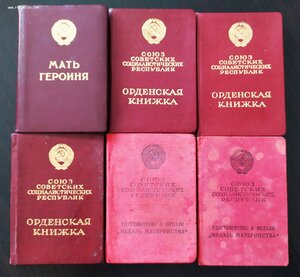 МАТЬ
ГЕРОИНЯ
СОЮЗ
СОВЕТСКИХ
СОЦИАЛИСТИЧЕСКИХ
РЕСПУБЛИК
ОРДЕНСКАЯ
КНИЖКА
СОЮЗ
СОВЕТСКИХ
СОЦИАЛИСТИЧЕСКИХ
РЕСПУБЛИК
ОРДЕНСКАЯ
КНИЖКА
СОЮЗ
СОВЕТСКИХ
СОЦИАЛИСТИЧЕСКИХ
РЕСПУБЛИК
ОРДЕНСКАЯ
КНИЖКА
СОЮЗ
СОВЕТСКИХ
СОЦИАЛИСТИЧЕСКИХ
РЕСПУБЛИК
УДОСТОВЕРЕНИЕ К МЕДАЛИ
"МЕДАЛЬ МАТЕРИНСТВА"
СОЮЗ
СОВЕТСКИХ
СОЦИАЛИСТИЧЕСКИХ
РЕСПУБЛИК
УДОСТОВЕРЕНИЕ К МЕДАЛИ
"МЕДАЛЬ МАТЕРИНСТВА"